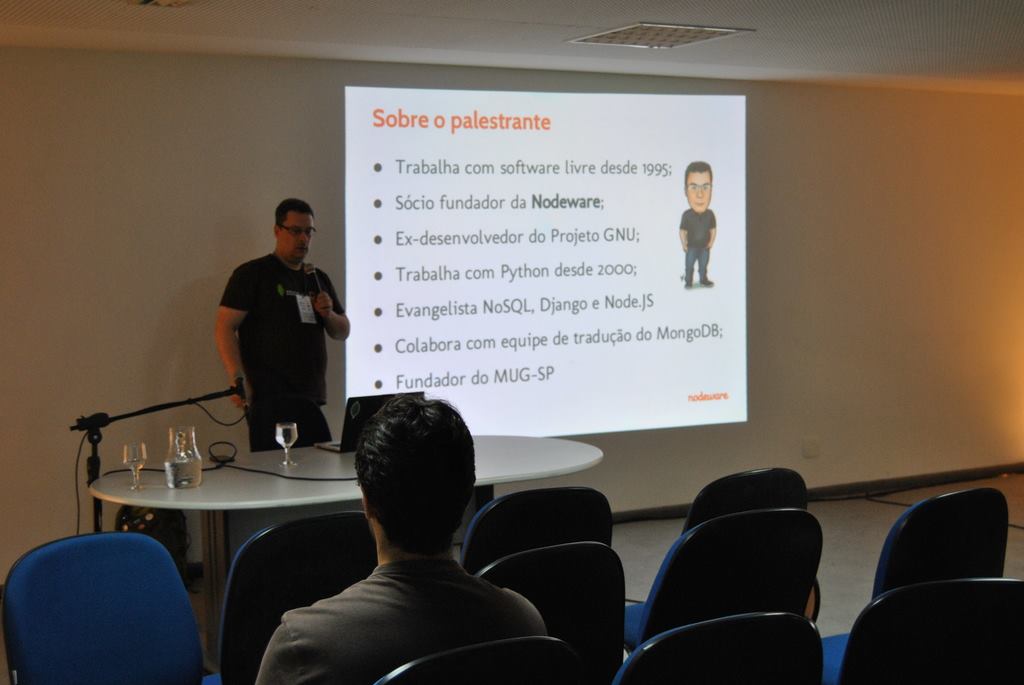 Sobre o palestrante
• Trabalha com software livre desde 1995;
• Sócio fundador da Nodeware;
• Ex-desenvolvedor do Projeto GNU;
• Trabalha com Python desde 2000;
• Evangelista NoSQL, Django e Node.JS
• Colabora com equipe de tradução do MongoDB;
• Fundador do MUG-SP
nodeware